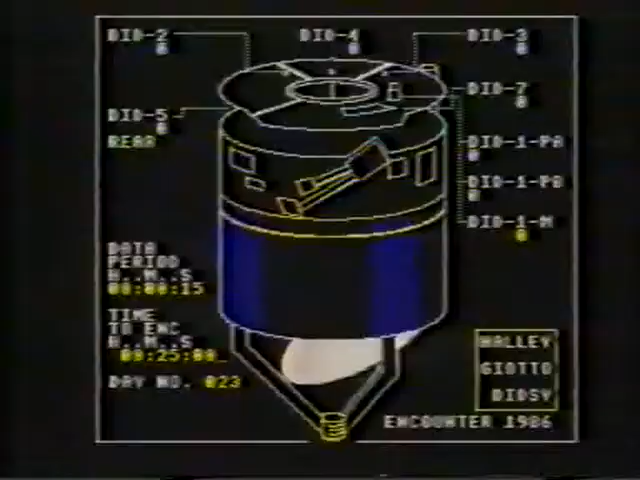 DID-2
0
DID-4
0
DID-3
0
DID-7
0
DID-5
0
REAR
DID-1-PA
0
DID-1-PB
0
DID-1-M
0
DATA
PERIOD
H..M..S
00:00:15
TIME
TO ENC
H..M..S
00:25:00_
DAY NO. 023
HALLEY
GIOTTO
DIDSY
ENCOUNTER 1986